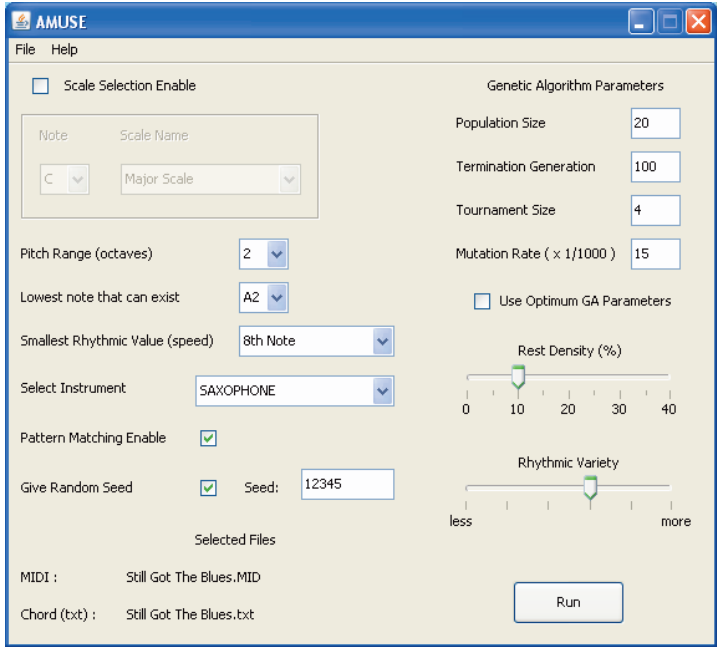 AMUSE
File Help
Scale Selection Enable
Note Scale Name
C Major Scale
Pitch Range (octaves) 2
Lowest note that can exist A2
Smallest Rhythmic Value (speed) 8th Note
Select Instrument SAXOPHONE
Pattern Matching Enable
Give Random Seed Seed: 12345
Selected Files
MIDI : Still Got The Blues.MID
Chord (txt) : Still Got The Blues.txt
Genetic Algorithm Parameters
Population Size 20
Termination Generation 100
Tournament Size 4
Mutation Rate ( x 1/1000 ) 15
Use Optimum GA Parameters
Rest Density (%)
0 10 20 30 40
Rhythmic Variety
less more
Run